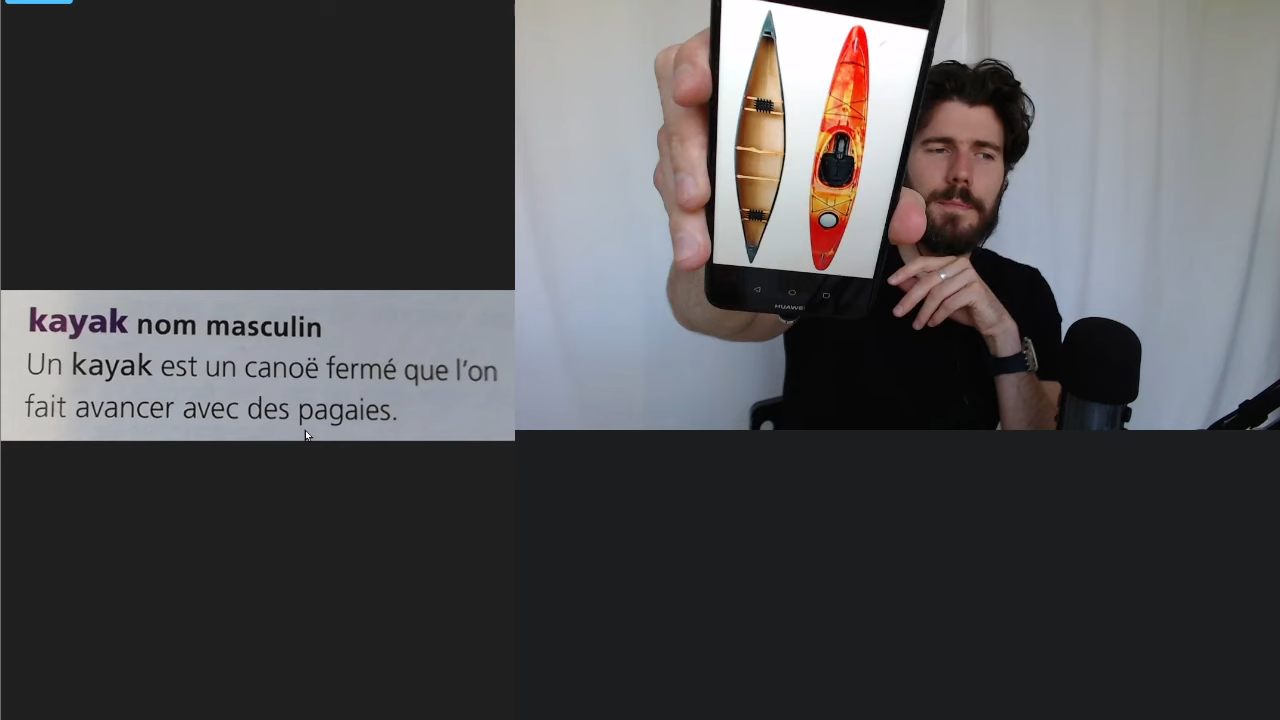 kayak nom masculin
Un kayak est un canoë fermé que l'on
fait avancer avec des pagaies.
HUAWEI